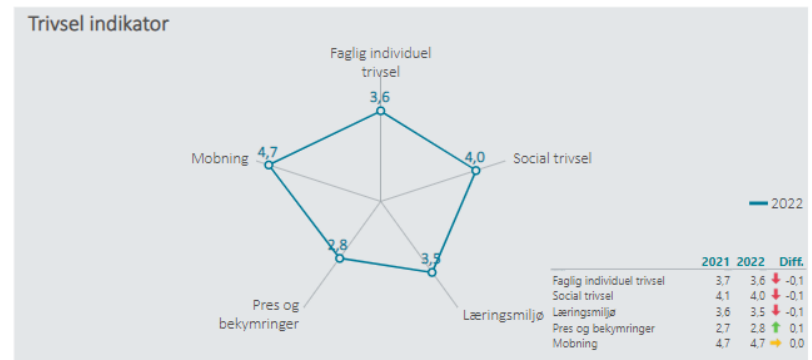 Trivsel indikator
Faglig individuel
trivsel
3,6
Mobning
4,7
4,0
Social trivsel
2022
2,8
3,5
Pres og
bekymringer
Læringsmiljø
2021 2022 Diff.
Faglig individuel trivsel 3,7 3,6 -0,1
Social trivsel 4,1 4,0 -0,1
Læringsmiljø 3,6 3,5 -0,1
Pres og bekymringer 2,7 2,8 0,1
Mobning 4,7 4,7 0,0